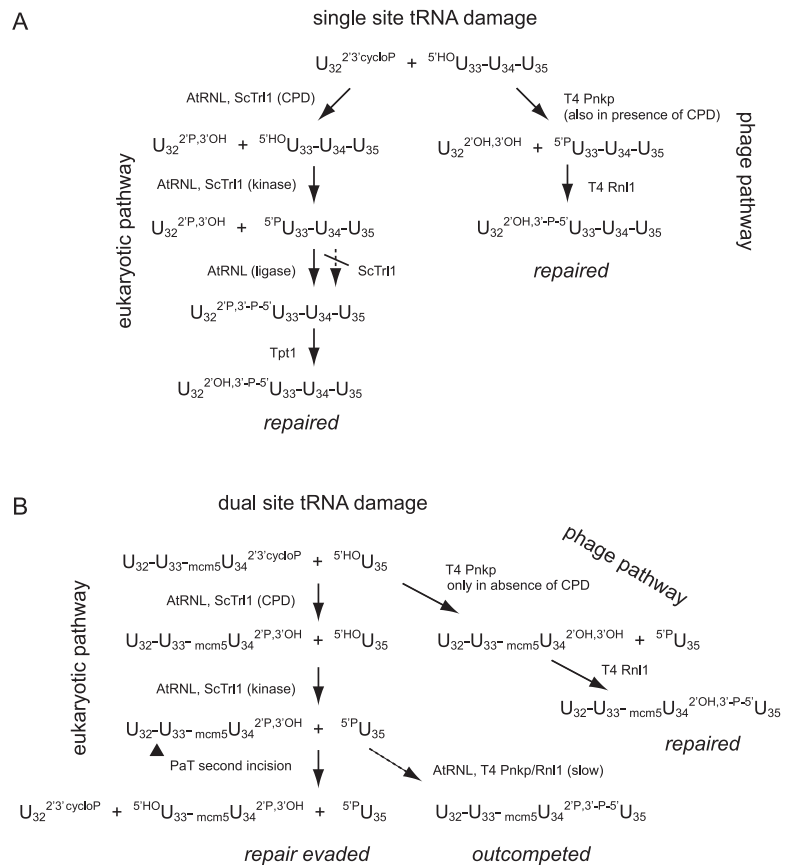 A
single site tRNA damage
U32 2'3'cycloP + 5'HO U33-U34-U35
AtRNL, ScTrl1 (CPD)
T4 Pnkp
(also in presence of CPD)
U32 2'P,3'OH + 5'HO U33-U34-U35
U32 2'OH,3'OH + 5'P U33-U34-U35
AtRNL, ScTrl1 (kinase)
T4 Rnl1
U32 2'P,3'OH + 5'P U33-U34-U35
U32 2'OH,3'-P-5' U33-U34-U35
repaired
AtRNL (ligase)
ScTrl1
U32 2'P,3'-P-5' U33-U34-U35
Tpt1
U32 2'OH,3'-P-5' U33-U34-U35
repaired
eukaryotic pathway
phage pathway
B
dual site tRNA damage
U32-U33-mcm5U34 2'3'cycloP + 5'HO U35
AtRNL, ScTrl1 (CPD)
T4 Pnkp
only in absence of CPD
phage pathway
U32-U33-mcm5U34 2'P,3'OH + 5'HO U35
U32-U33-mcm5U34 2'OH,3'OH + 5'P U35
AtRNL, ScTrl1 (kinase)
T4 Rnl1
U32-U33-mcm5U34 2'P,3'OH + 5'P U35
U32-U33-mcm5U34 2'OH,3'-P-5' U35
repaired
PaT second incision
AtRNL, T4 Pnkp/Rnl1 (slow)
U32 2'3'cycloP + 5'HO U33-mcm5U34 2'P,3'OH + 5'P U35
U32-U33-mcm5U34 2'P,3'-P-5' U35
repair evaded
outcompeted
eukaryotic pathway